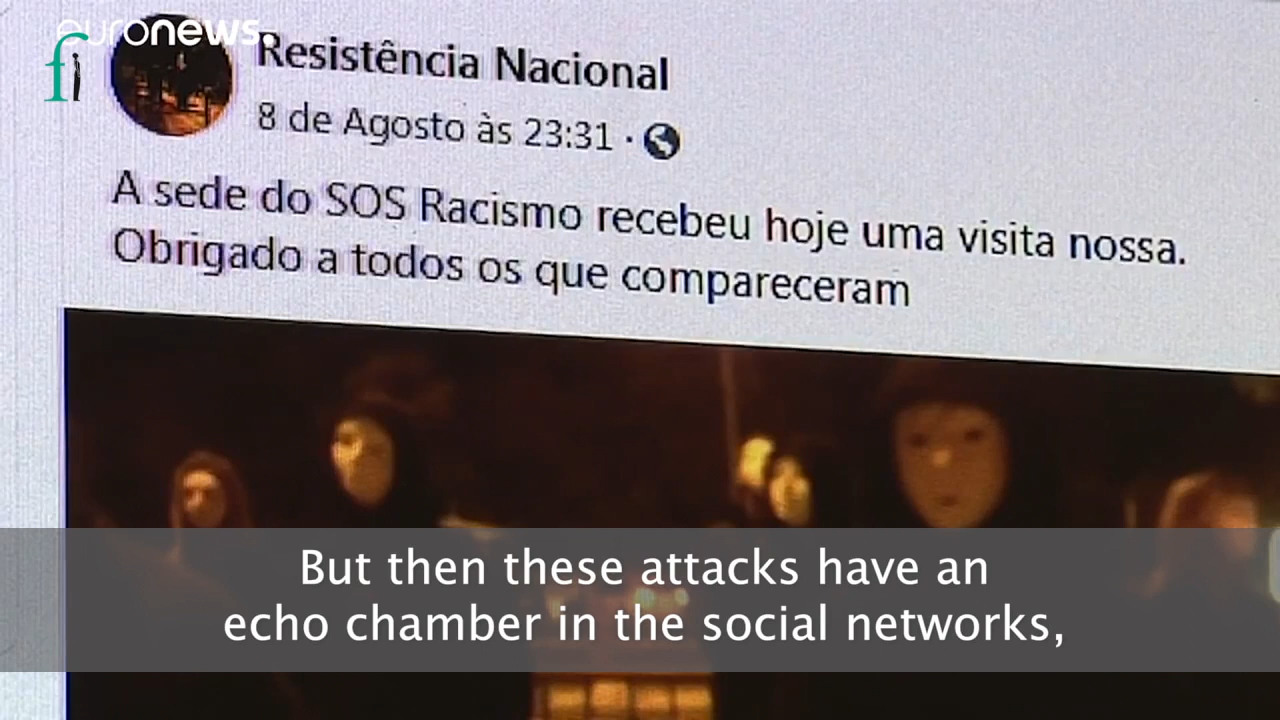 euronews.
fi
Resistência Nacional
8 de Agosto às 23:31 ·
A sede do SOS Racismo recebeu hoje uma visita nossa.
Obrigado a todos os que compareceram
But then these attacks have an
echo chamber in the social networks,